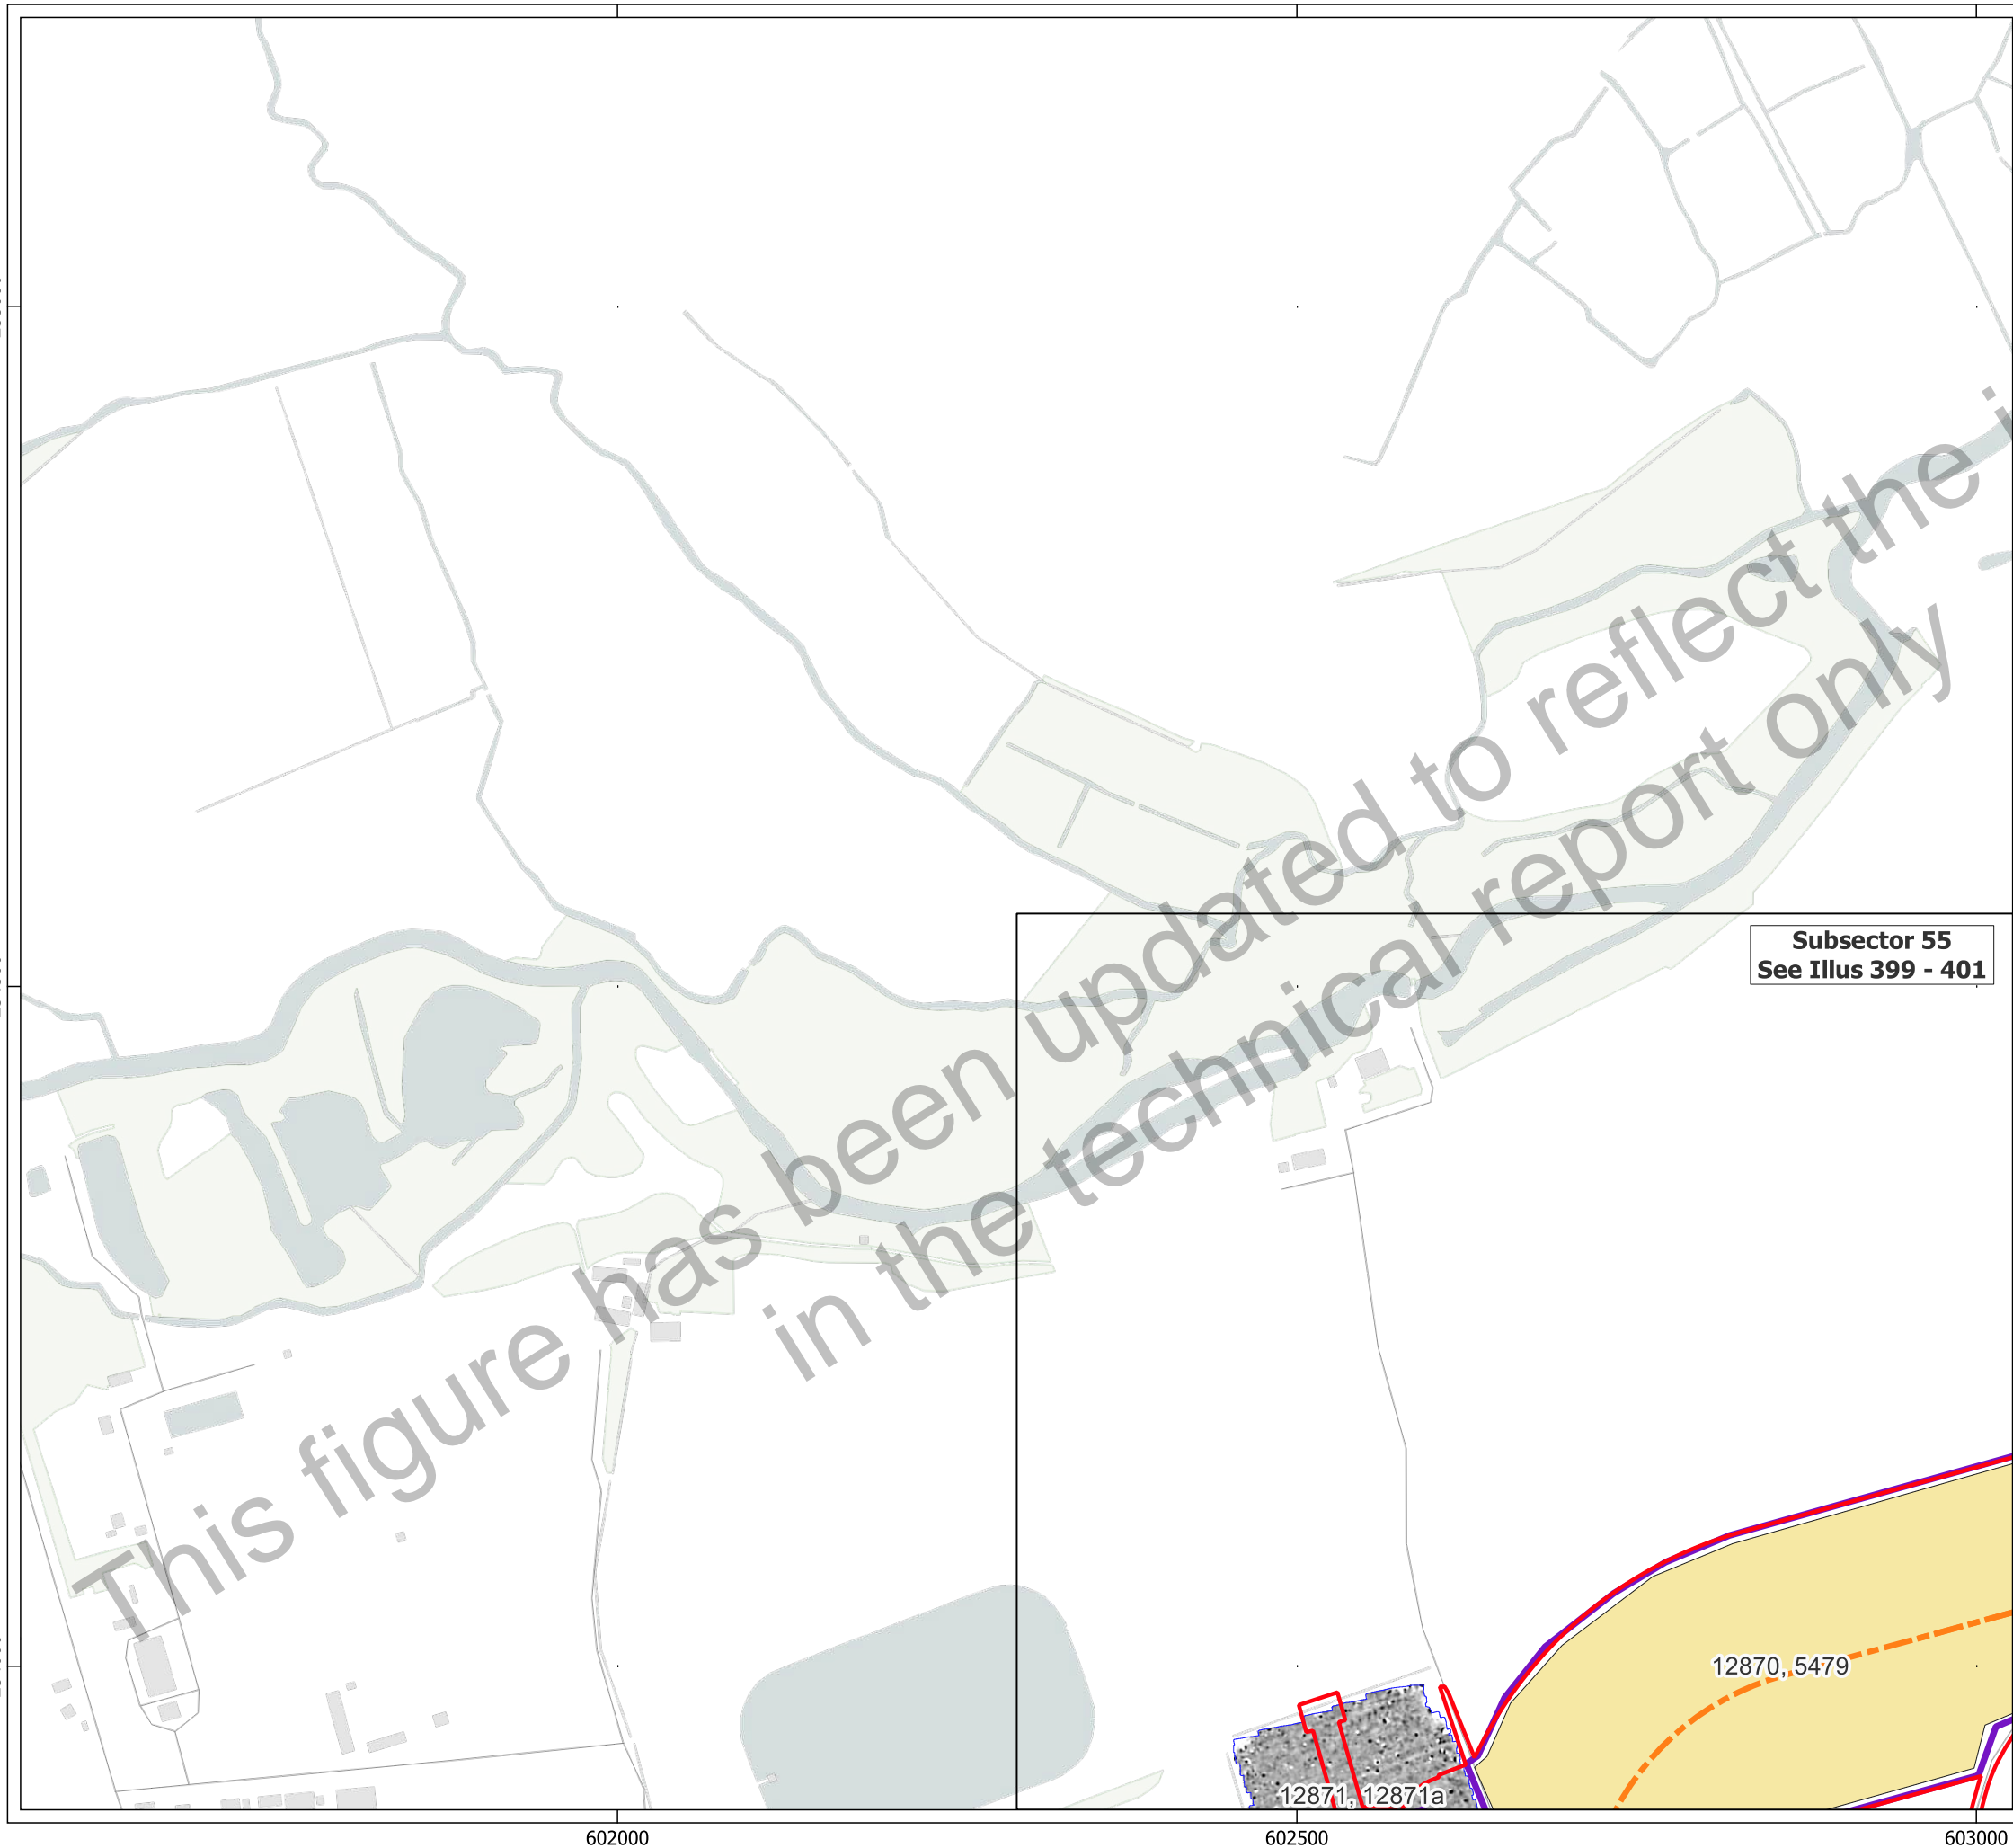 This figure has been updated to reflect the
in the technical report only
Subsector 55
See Illus 399 - 401
12870, 5479
12871, 12871a
602000
602500
603000